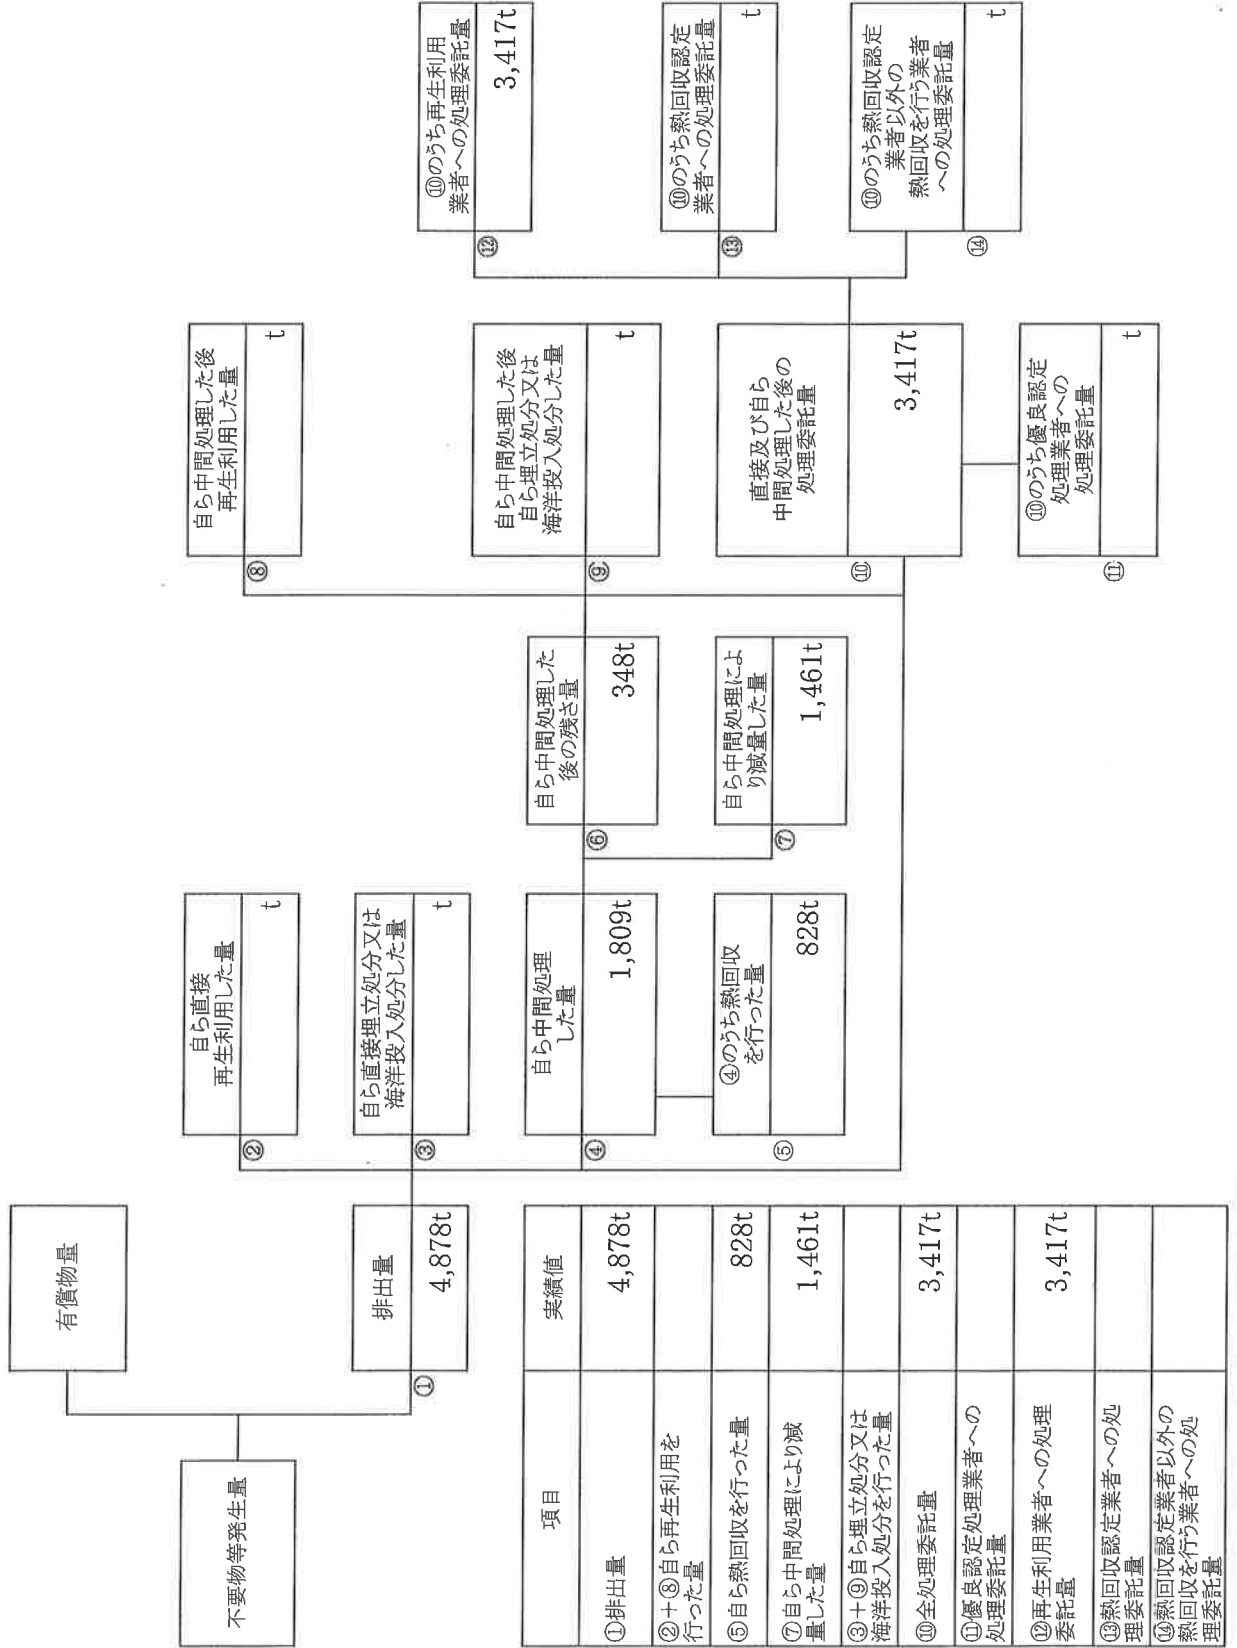 不要物等発生量
有償物量
①
排出量
4,878t
②
自ら直接
再生利用した量
t
③
自ら直接埋立処分又は
海洋投入処分した量
t
④
自ら中間処理
した量
1,809t
⑤
④のうち熱回収
を行った量
828t
⑥
自ら中間処理した
後の残さ量
348t
⑦
自ら中間処理によ
り減量した量
1,461t
⑧
自ら中間処理した後
再生利用した量
t
⑨
自ら中間処理した後
自ら埋立処分又は
海洋投入処分した量
t
⑩
直接及び自ら
中間処理した後の
処理委託量
3,417t
⑪
⑩のうち優良認定
処理業者への
処理委託量
t
⑫
⑩のうち再生利用
業者への処理委託量
3,417t
⑬
⑩のうち熱回収認定
業者への処理委託量
t
⑭
⑩のうち熱回収認定
業者以外の
熱回収を行う業者
への処理委託量
t
項目 実績値
①排出量 4,878t
②＋⑧自ら再生利用を
行った量
⑤自ら熱回収を行った量 828t
⑦自ら中間処理により減
量した量 1,461t
③＋⑨自ら埋立処分又は
海洋投入処分を行った量
⑩全処理委託量 3,417t
⑪優良認定処理業者への
処理委託量
⑫再生利用業者への処理
委託量 3,417t
⑬熱回収認定業者への処
理委託量
⑭熱回収認定業者以外の
熱回収を行う業者への処
理委託量